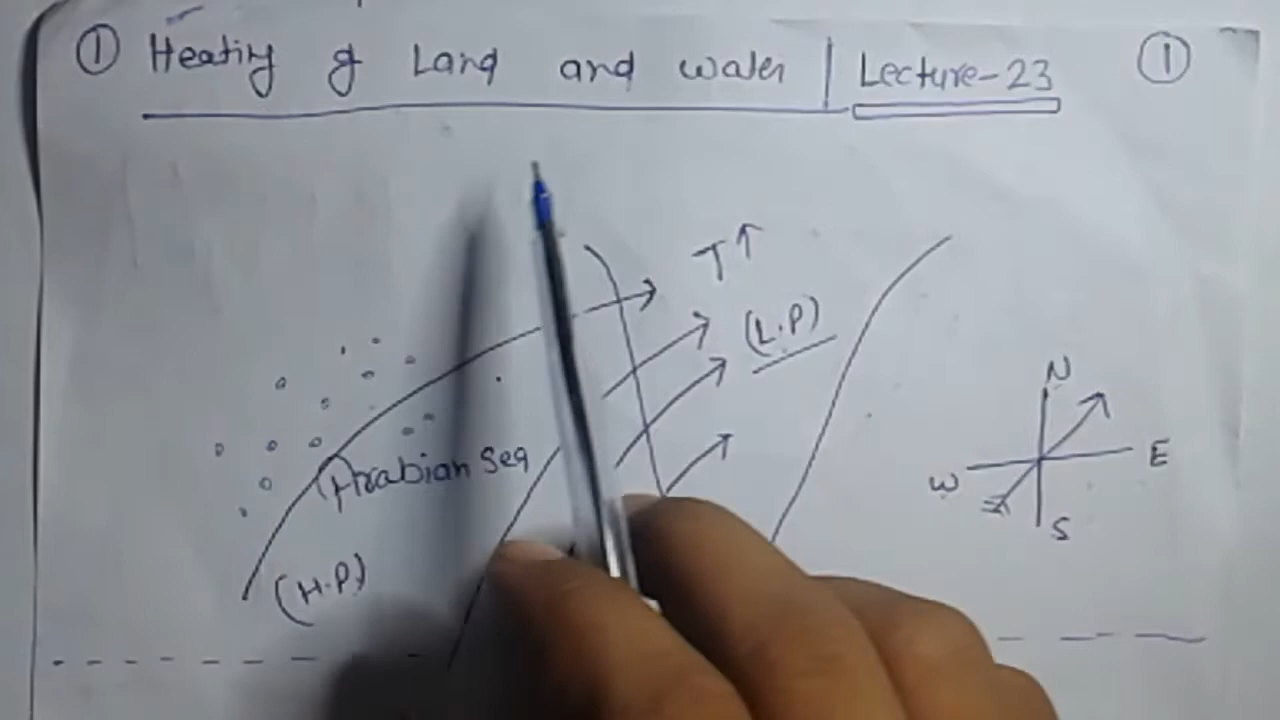 ① Heating of Land and water | Lecture-23 ①
T↑
(L.P)
N
Arabian Sea
W E
S
(H.P)